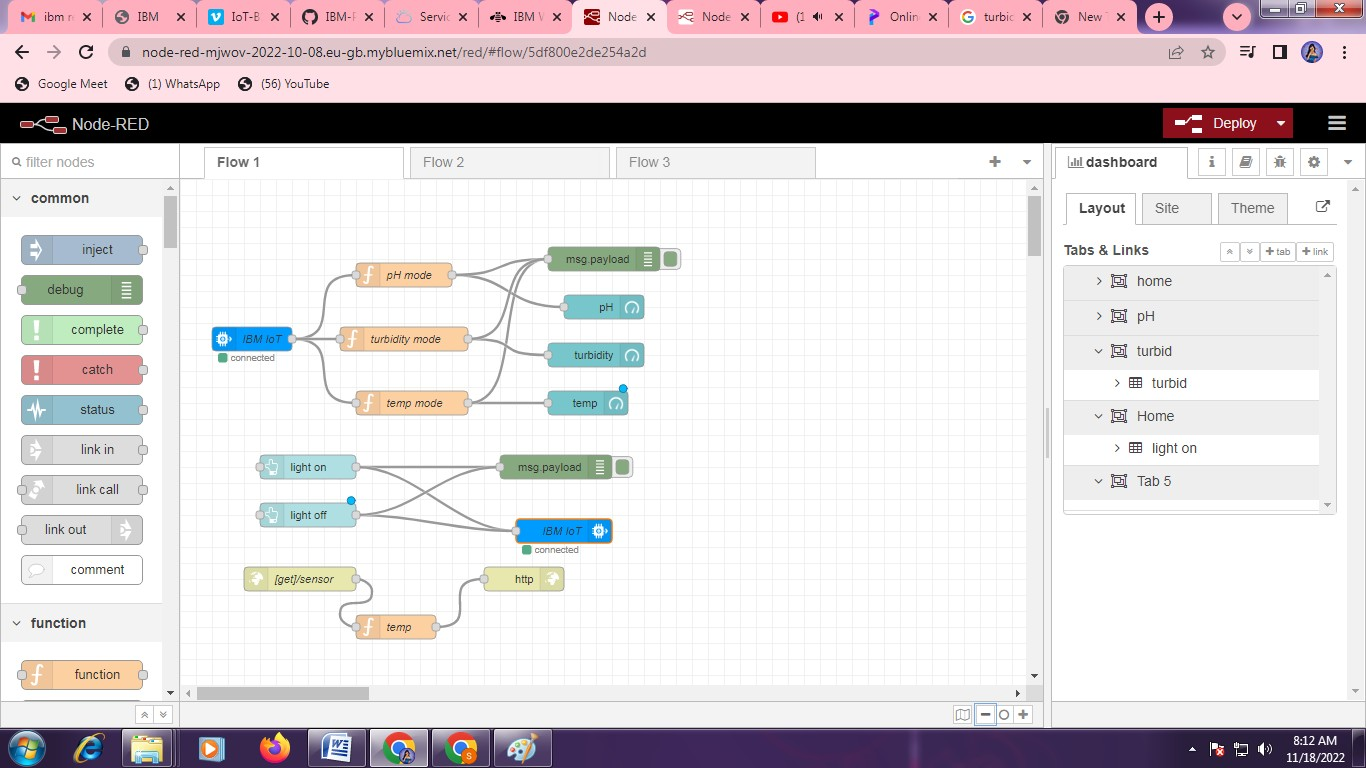 ibm n
IBM
IoT-B
IBM-F
Servic
IBM W
Node
Node
(1
Onlin
turbid
New
node-red-mjwov-2022-10-08.eu-gb.mybluemix.net/red/#flow/5df800e2de254a2d
Google Meet (1) WhatsApp (56) YouTube
Node-RED
Deploy
filter nodes
Flow 1 Flow 2 Flow 3
dashboard
common
inject
debug
complete
catch
status
link in
link call
link out
comment
function
function
IBM IoT
connected
pH mode
turbidity mode
temp mode
msg.payload
pH
turbidity
temp
light on
light off
msg.payload
IBM IoT
connected
[get]/sensor
http
temp
Layout Site Theme
Tabs & Links
+ tab + link
home
pH
turbid
turbid
Home
light on
Tab 5
8:12 AM
11/18/2022